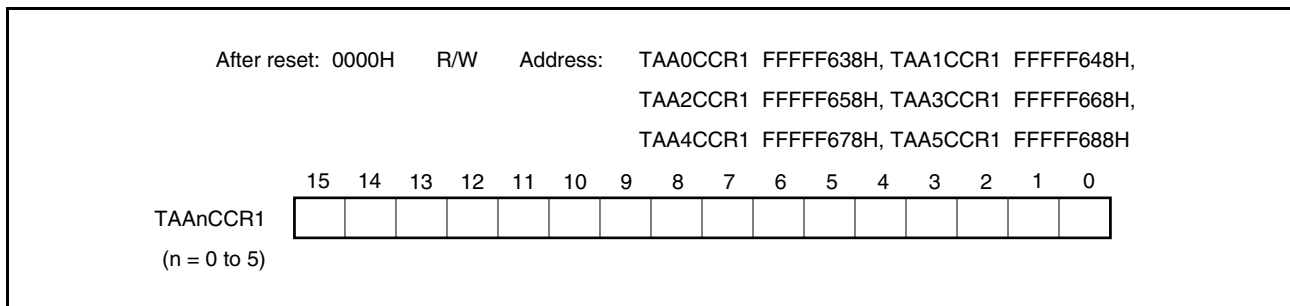 After reset: 0000H R/W Address: TAA0CCR1 FFFFF638H, TAA1CCR1 FFFFF648H,
TAA2CCR1 FFFFF658H, TAA3CCR1 FFFFF668H,
TAA4CCR1 FFFFF678H, TAA5CCR1 FFFFF688H
15 14 13 12 11 10 9 8 7 6 5 4 3 2 1 0
TAAnCCR1
(n = 0 to 5)